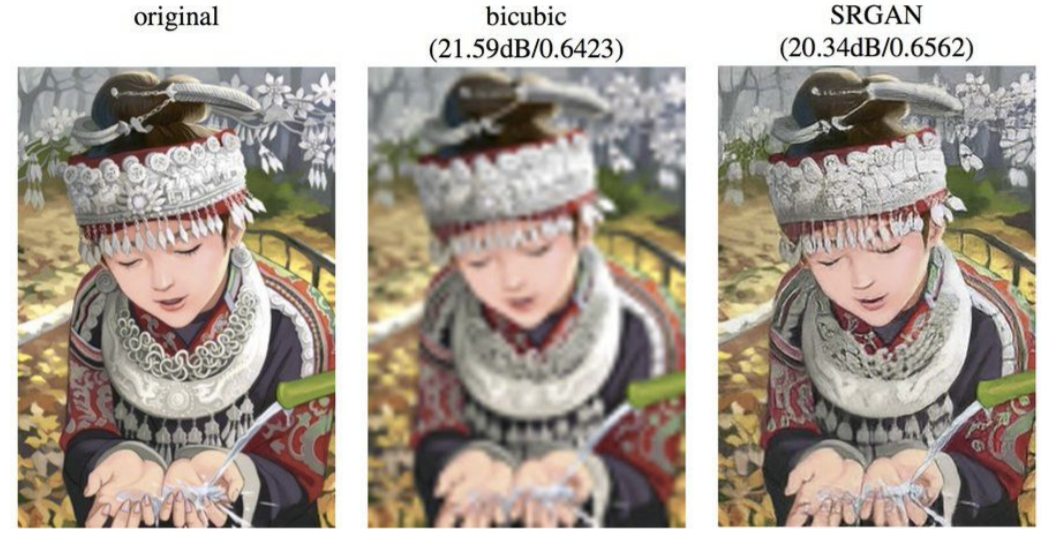 original
bicubic
(21.59dB/0.6423)
SRGAN
(20.34dB/0.6562)